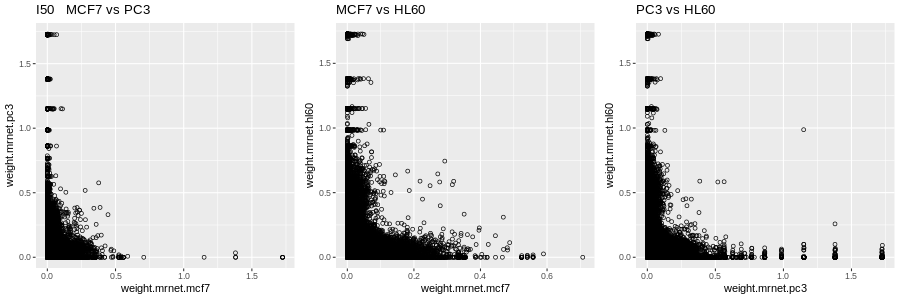 I50 MCF7 vs PC3
MCF7 vs HL60
PC3 vs HL60
weight.mrnet.pc3
1.5
1.0
0.5
0.0
0.0 0.5 1.0 1.5
weight.mrnet.mcf7
weight.mrnet.hl60
1.5
1.0
0.5
0.0
0.0 0.2 0.4 0.6
weight.mrnet.mcf7
weight.mrnet.hl60
1.5
1.0
0.5
0.0
0.0 0.5 1.0 1.5
weight.mrnet.pc3